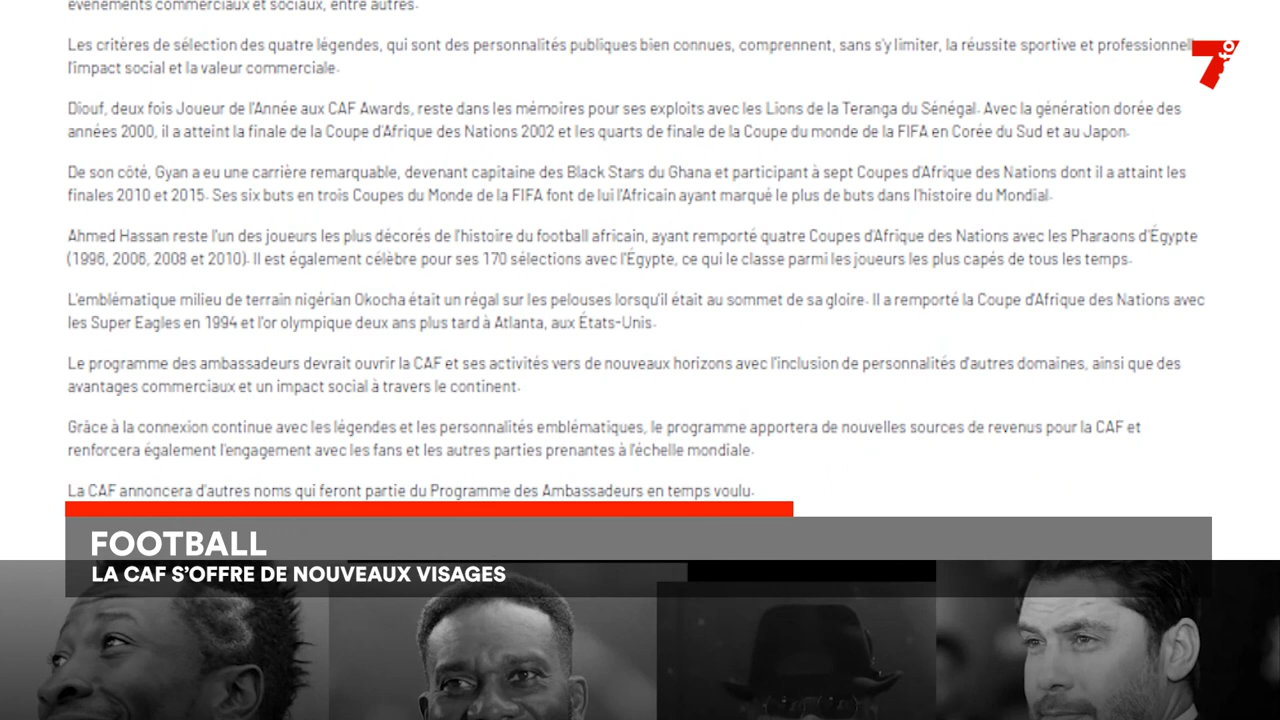 événements commerciaux et sociaux, entre autres.
Les critères de sélection des quatre légendes, qui sont des personnalités publiques bien connues, comprennent, sans s'y limiter, la réussite sportive et professionnell
l'impact social et la valeur commerciale.
Diouf, deux fois Joueur de l'Année aux CAF Awards, reste dans les mémoires pour ses exploits avec les Lions de la Teranga du Sénégal. Avec la génération dorée des
années 2000, il a atteint la finale de la Coupe d'Afrique des Nations 2002 et les quarts de finale de la Coupe du monde de la FIFA en Corée du Sud et au Japon.
De son côté, Gyan a eu une carrière remarquable, devenant capitaine des Black Stars du Ghana et participant à sept Coupes d'Afrique des Nations dont il a attaint les
finales 2010 et 2015. Ses six buts en trois Coupes du Monde de la FIFA font de lui l'Africain ayant marqué le plus de buts dans l'histoire du Mondial.
Ahmed Hassan reste l'un des joueurs les plus décorés de l'histoire du football africain, ayant remporté quatre Coupes d'Afrique des Nations avec les Pharaons d'Égypte
(1996, 2006, 2008 et 2010). Il est également célèbre pour ses 170 sélections avec l'Égypte, ce qui le classe parmi les joueurs les plus capés de tous les temps.
L'emblématique milieu de terrain nigérian Okocha était un régal sur les pelouses lorsqu'il était au sommet de sa gloire. Il a remporté la Coupe d'Afrique des Nations avec
les Super Eagles en 1994 et l'or olympique deux ans plus tard à Atlanta, aux États-Unis.
Le programme des ambassadeurs devrait ouvrir la CAF et ses activités vers de nouveaux horizons avec l'inclusion de personnalités d'autres domaines, ainsi que des
avantages commerciaux et un impact social à travers le continent.
Grâce à la connexion continue avec les légendes et les personnalités emblématiques, le programme apportera de nouvelles sources de revenus pour la CAF et
renforcera également l'engagement avec les fans et les autres parties prenantes à l'échelle mondiale.
La CAF annoncera d'autres noms qui feront partie du Programme des Ambassadeurs en temps voulu.
FOOTBALL
LA CAF S'OFFRE DE NOUVEAUX VISAGES